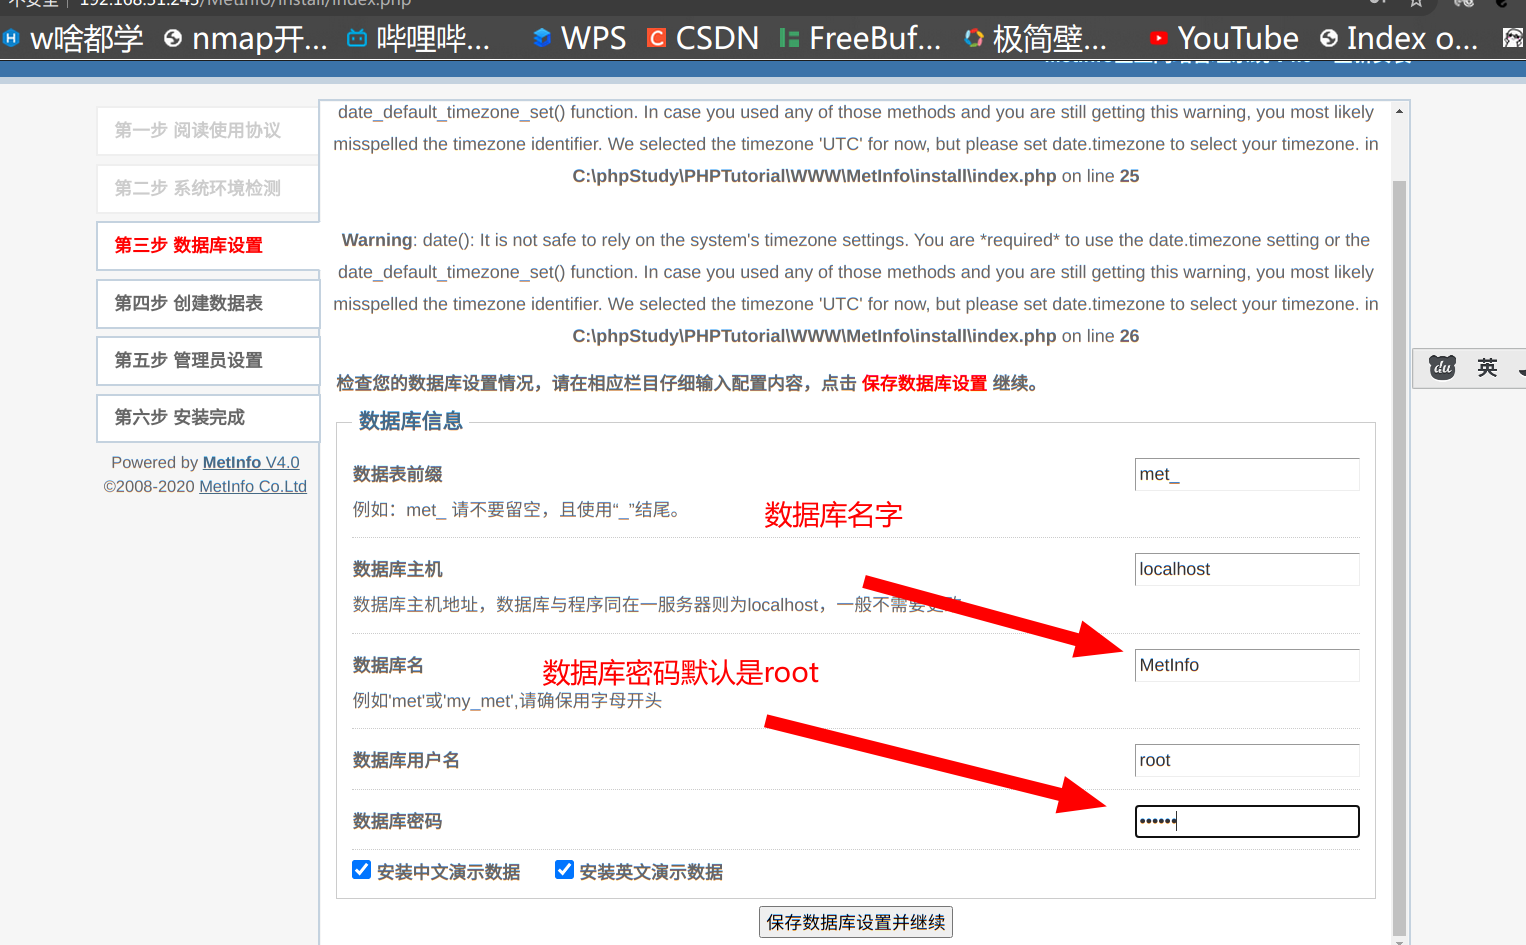 192.168.31.245/MetInfo/install/index.php
w啥都学 nmap开... 哔哩哔... WPS CSDN FreeBuf... 极简壁... YouTube Index o...
第一步 阅读使用协议
第二步 系统环境检测
第三步 数据库设置
第四步 创建数据表
第五步 管理员设置
第六步 安装完成
Powered by MetInfo V4.0
©2008-2020 MetInfo Co.Ltd
date_default_timezone_set() function. In case you used any of those methods and you are still getting this warning, you most likely
misspelled the timezone identifier. We selected the timezone 'UTC' for now, but please set date.timezone to select your timezone. in
C:\phpStudy\PHPTutorial\WWW\MetInfo\install\index.php on line 25
Warning: date(): It is not safe to rely on the system's timezone settings. You are *required* to use the date.timezone setting or the
date_default_timezone_set() function. In case you used any of those methods and you are still getting this warning, you most likely
misspelled the timezone identifier. We selected the timezone 'UTC' for now, but please set date.timezone to select your timezone. in
C:\phpStudy\PHPTutorial\WWW\MetInfo\install\index.php on line 26
检查您的数据库设置情况，请在相应栏目仔细输入配置内容，点击 保存数据库设置 继续。
数据库信息
数据表前缀
met_
例如：met_ 请不要留空，且使用“_”结尾。
数据库名字
数据库主机
localhost
数据库主机地址，数据库与程序同在一服务器则为localhost，一般不需要更改
数据库名
MetInfo
数据库密码默认是root
例如'met'或'my_met',请确保用字母开头
数据库用户名
root
数据库密码
••••••
安装中文演示数据 安装英文演示数据
保存数据库设置并继续
du 英